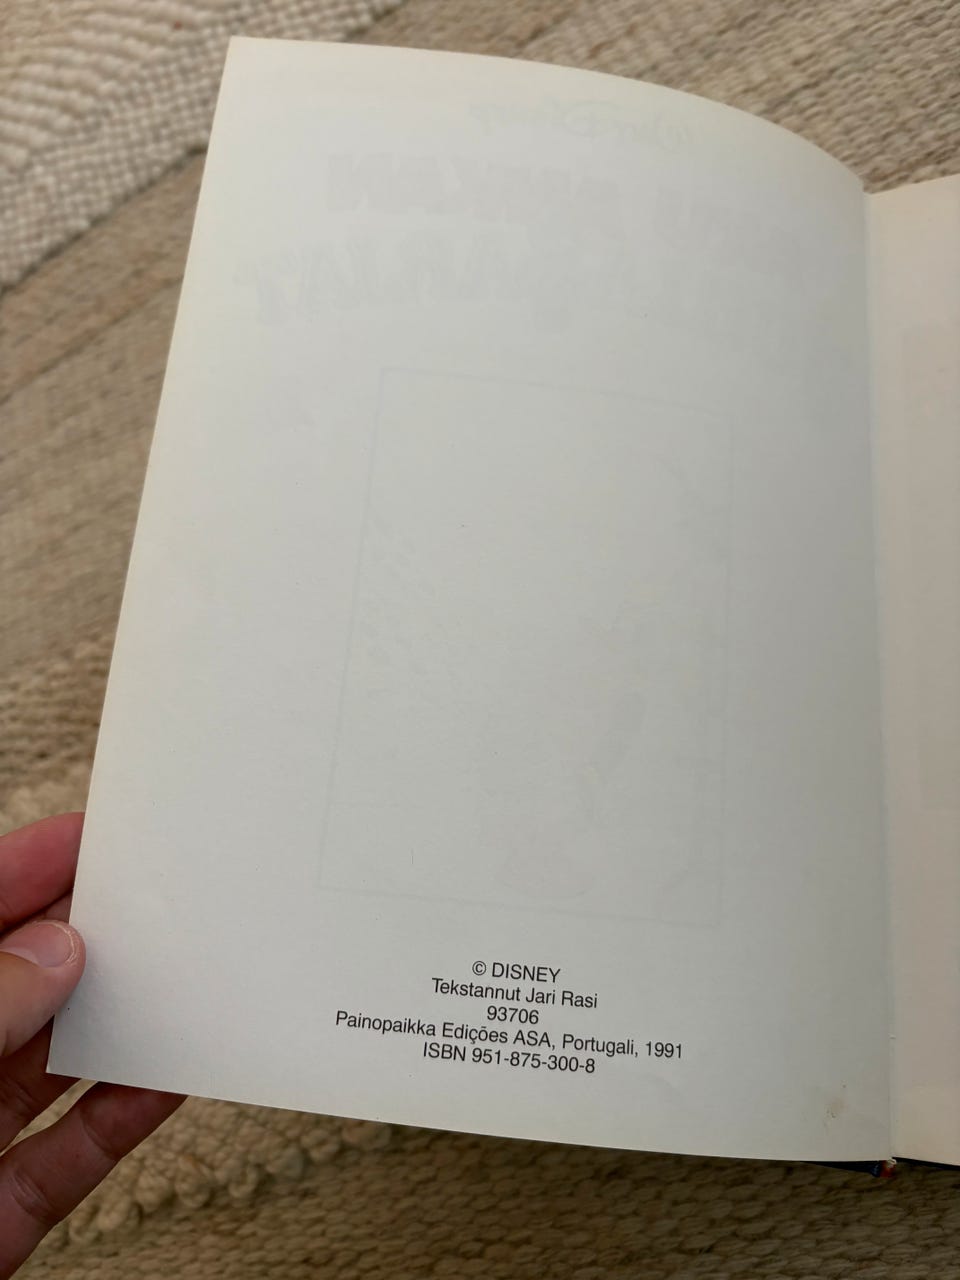 © DISNEY
Tekstannut Jari Rasi
93706
Painopaikka Edições ASA, Portugali, 1991
ISBN 951-875-300-8